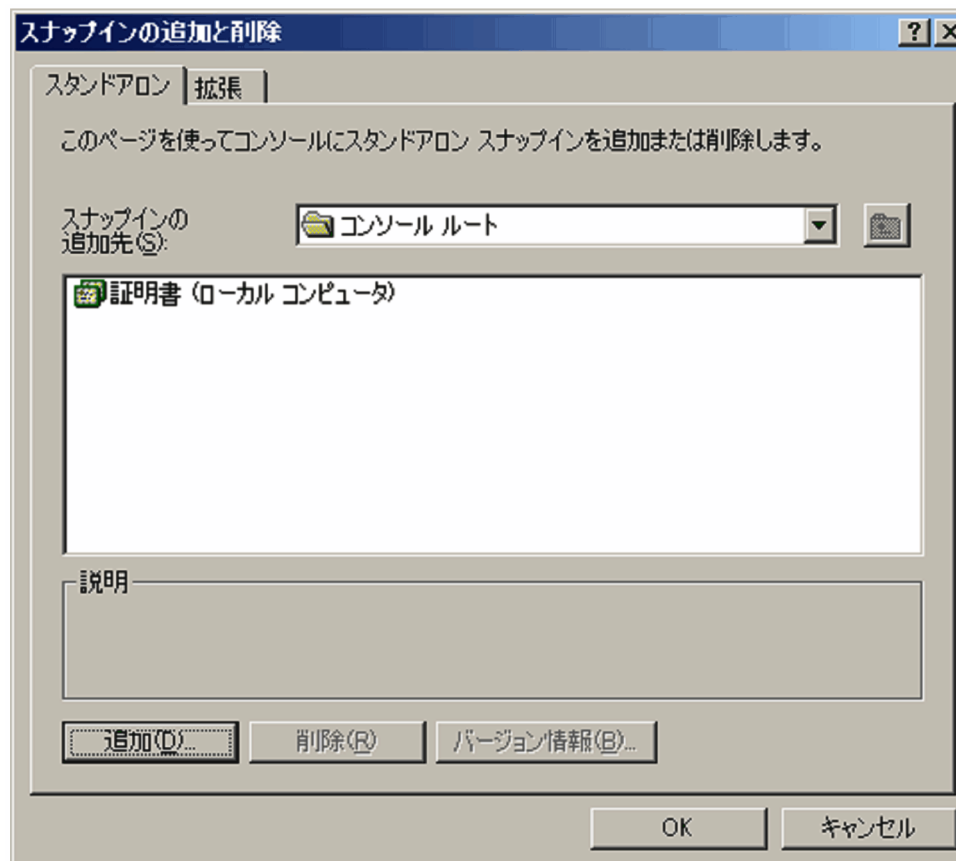 スナップインの追加と削除
スタンドアロン
拡張
このページを使ってコンソールにスタンドアロン スナップインを追加または削除します。
スナップインの
追加先(S):
コンソール ルート
証明書 (ローカル コンピュータ)
説明
追加(D)...
削除(R)
バージョン情報(B)...
OK
キャンセル